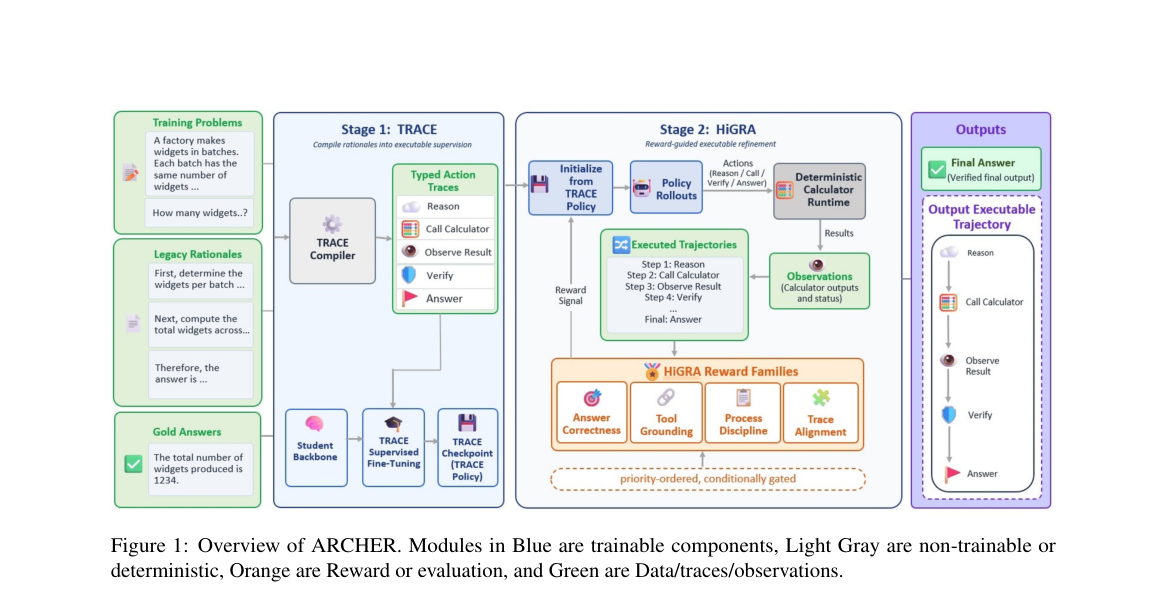 Training Problems
A factory makes
widgets in batches.
Each batch has the
same number of
widgets ...
How many widgets..?
Legacy Rationales
First, determine the
widgets per batch ...
Next, compute the
total widgets across...
Therefore, the
answer is ...
Gold Answers
The total number of
widgets produced is
1234.
Stage 1: TRACE
Compile rationales into executable supervision
TRACE
Compiler
Typed Action
Traces
Reason
Call Calculator
Observe Result
Verify
Answer
Student
Backbone
TRACE
Supervised
Fine-Tuning
TRACE
Checkpoint
(TRACE
Policy)
Stage 2: HiGRA
Reward-guided executable refinement
Initialize
from
TRACE
Policy
Policy
Rollouts
Actions
(Reason / Call /
Verify / Answer)
Deterministic
Calculator
Runtime
Results
Observations
(Calculator outputs
and status)
Executed Trajectories
Step 1: Reason
Step 2: Call Calculator
Step 3: Observe Result
Step 4: Verify
...
Final: Answer
Reward
Signal
HiGRA Reward Families
Answer
Correctness
Tool
Grounding
Process
Discipline
Trace
Alignment
priority-ordered, conditionally gated
Outputs
Final Answer
(Verified final output)
Output Executable
Trajectory
Reason
Call Calculator
Observe
Result
Verify
Answer
Figure 1: Overview of ARCHER. Modules in Blue are trainable components, Light Gray are non-trainable or
deterministic, Orange are Reward or evaluation, and Green are Data/traces/observations.